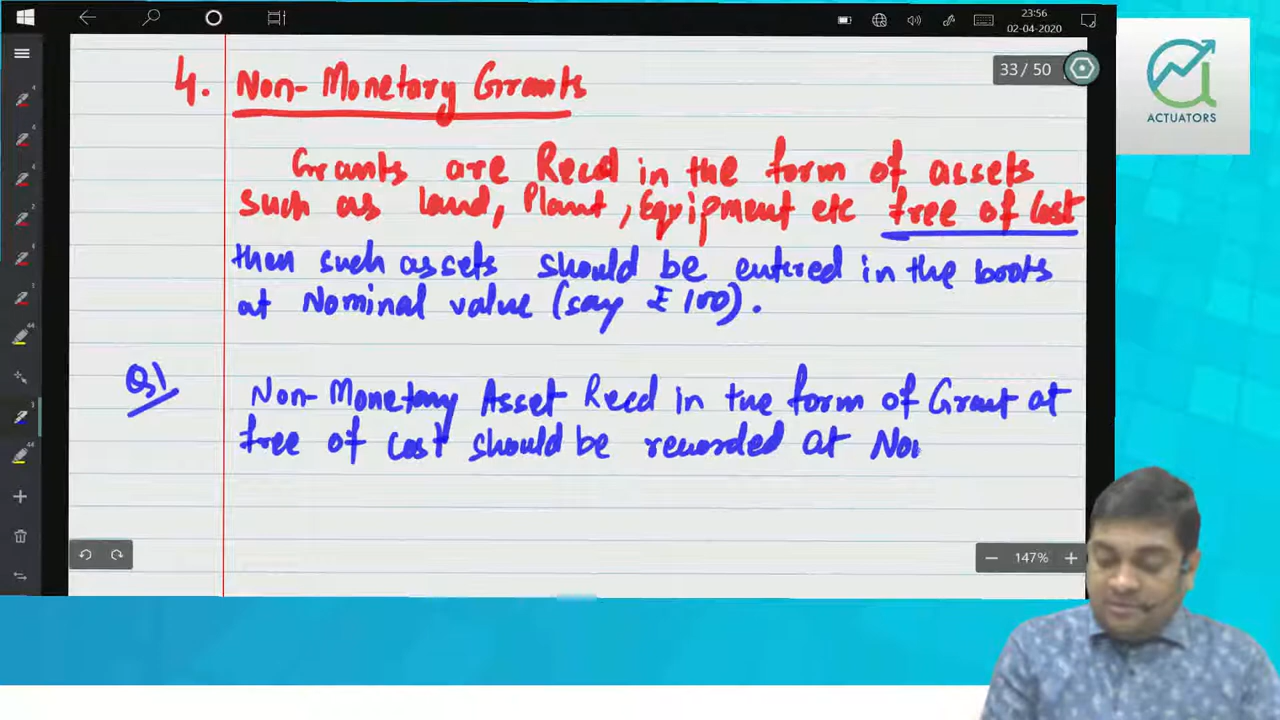 23:56
02-04-2020
33 / 50
ACTUATORS
4. Non-Monetary Grants
Grants are Recd in the form of assets
such as land, Plant, Equipment etc free of Cost
then such assets should be entered in the books
at Nominal value (say ₹ 100).
Q1 Non-Monetary Asset Recd in the form of Grant at
free of Cost should be recorded at Nom
147%